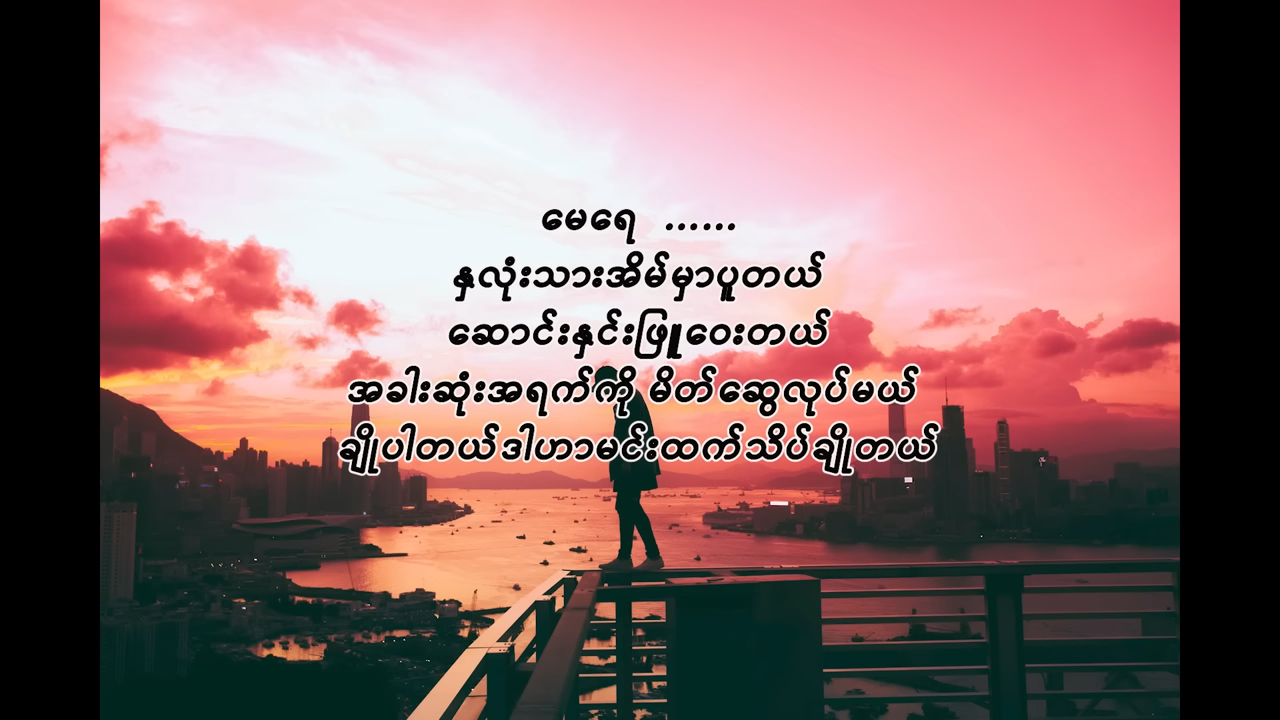 မေရေ ......
နှလုံးသားအိမ်မှာပူတယ်
ဆောင်းနှင်းဖြူဝေးတယ်
အခါးဆုံးအရက်ကို မိတ်ဆွေလုပ်မယ်
ချိုပါတယ်ဒါဟာမင်းထက်သိပ်ချိုတယ်